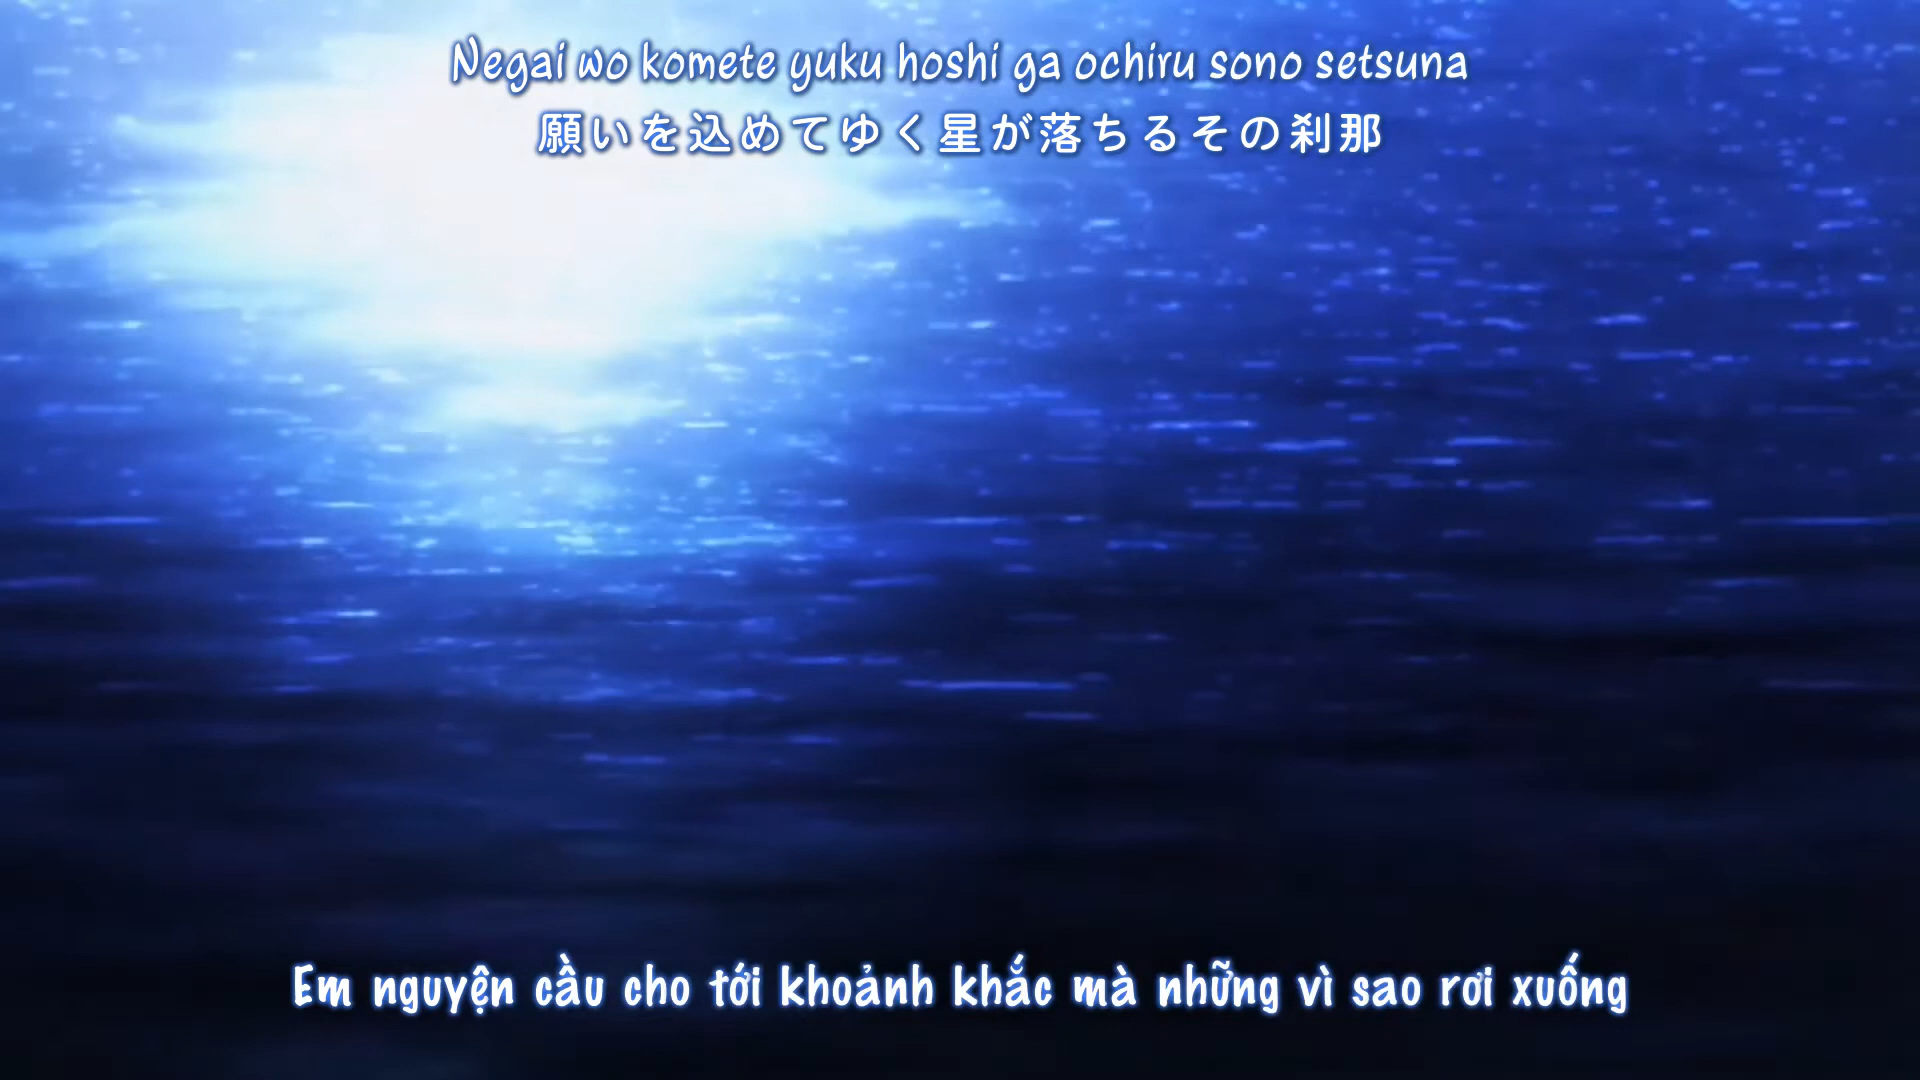 Negai wo komete yuku hoshi ga ochiru sono setsuna
願いを込めてゆく星が落ちるその刹那
Em nguyện cầu cho tới khoảnh khắc mà những vì sao rơi xuống